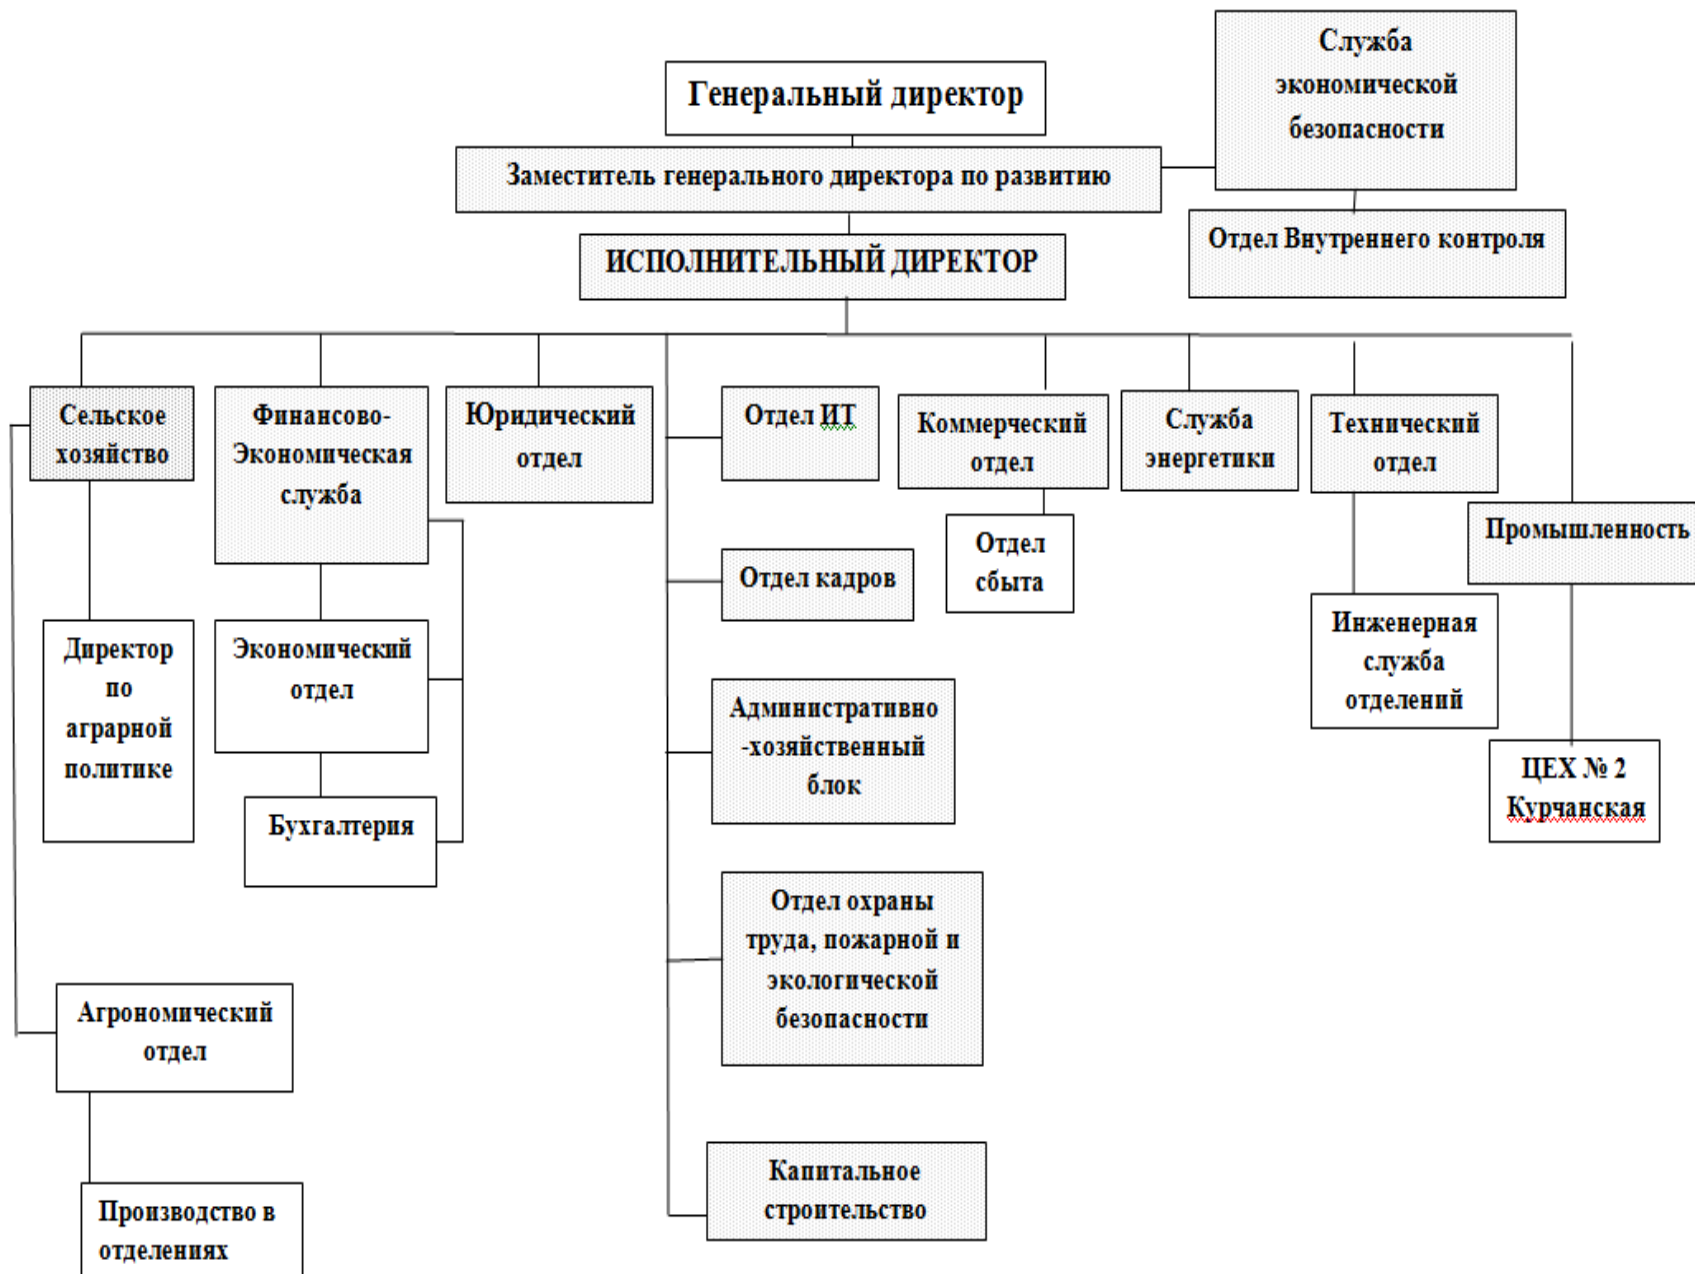 Генеральный директор
Служба
экономической
безопасности
Заместитель генерального директора по развитию
Отдел Внутреннего контроля
ИСПОЛНИТЕЛЬНЫЙ ДИРЕКТОР
Сельское
хозяйство
Финансово-
Экономическая
служба
Юридический
отдел
Отдел ИТ
Коммерческий
отдел
Служба
энергетики
Технический
отдел
Промышленность
Отдел
сбыта
Отдел кадров
Директор
по
аграрной
политике
Экономический
отдел
Инженерная
служба
отделений
Административно
-хозяйственный
блок
ЦЕХ № 2
Курчанская
Бухгалтерия
Отдел охраны
труда, пожарной и
экологической
безопасности
Агрономический
отдел
Капитальное
строительство
Производство в
отделениях